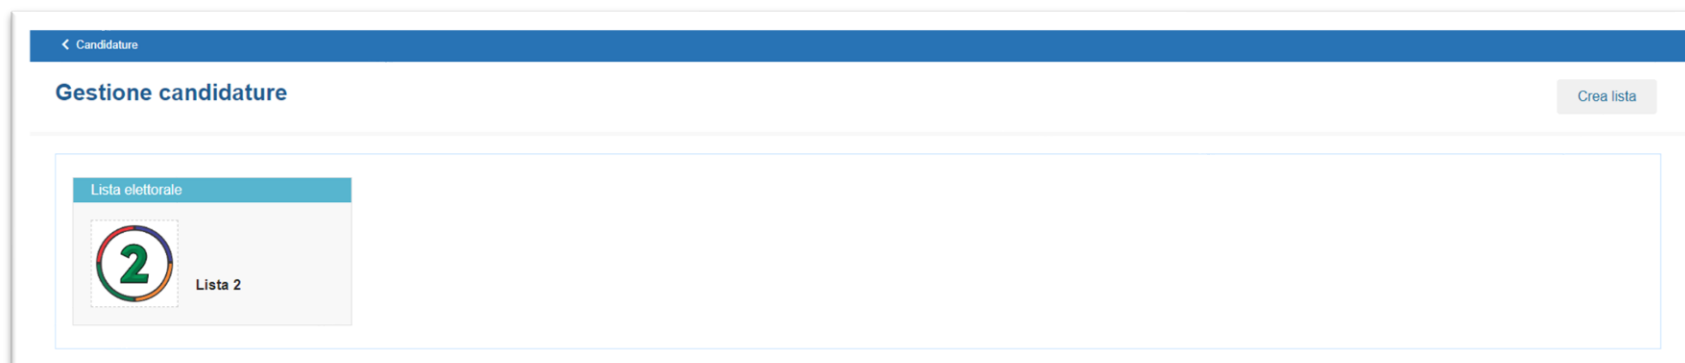 Candidature
Gestione candidature
Crea lista
Lista elettorale
2
Lista 2